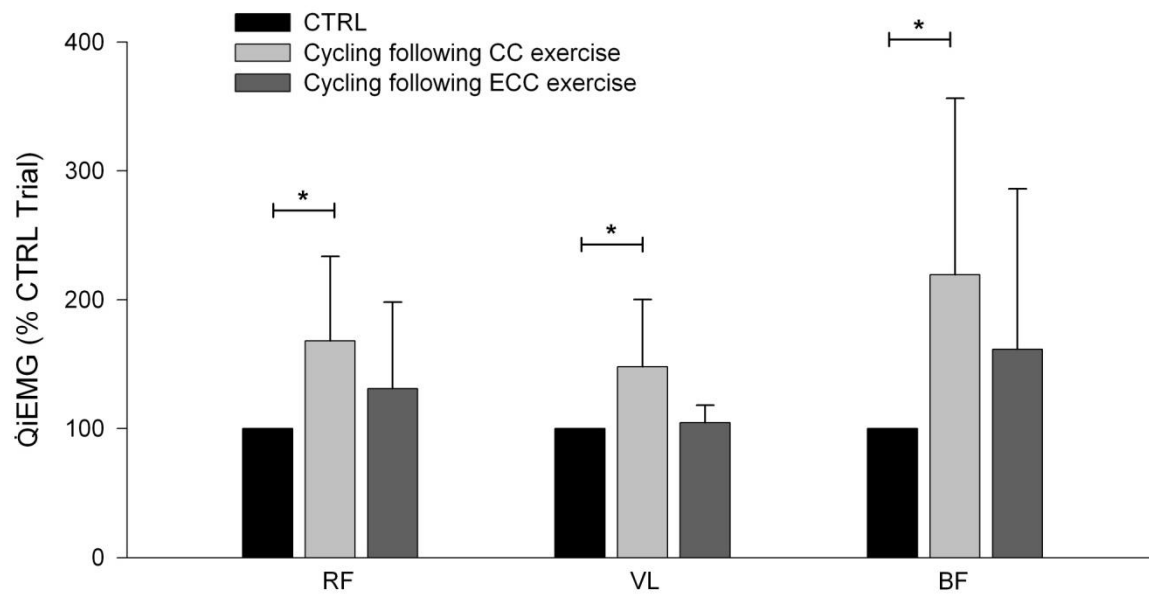 CTRL
Cycling following CC exercise
Cycling following ECC exercise
400
300
200
100
0
Q̇iEMG (% CTRL Trial)
*
*
*
RF
VL
BF